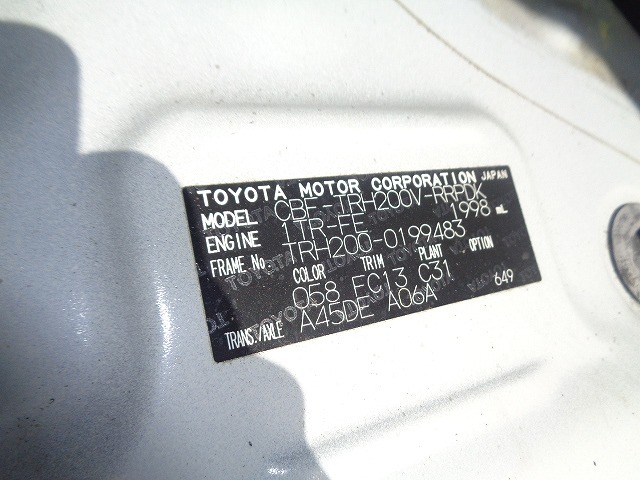 TOYOTA MOTOR CORPORATION JAPAN
MODEL CBF-TRH200V-RRPDK
ENGINE 1TR-FE 1998 mL
FRAME No. TRH200-0199483
COLOR TRIM PLANT OPTION
058 FC13 C31
TRANS./AXLE A45DE A06A 649